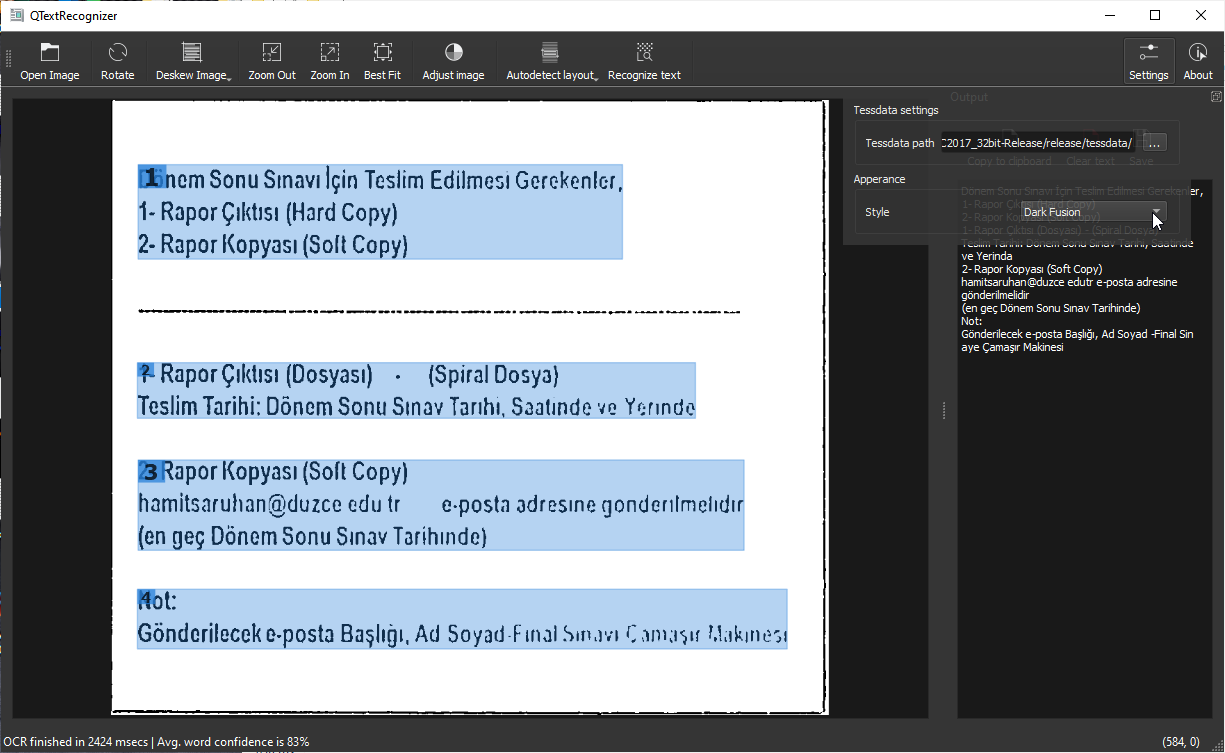 QTextRecognizer
Open Image
Rotate
Deskew Image
Zoom Out
Zoom In
Best Fit
Adjust image
Autodetect layout
Recognize text
Settings
About
1 nem Sonu Sınavı İçin Teslim Edilmesi Gerekenler,
1- Rapor Çıktısı (Hard Copy)
2- Rapor Kopyası (Soft Copy)
2
1- Rapor Çıktısı (Dosyası) - (Spiral Dosya)
Teslim Tarihi: Dönem Sonu Sınav Tarihi, Saatinde ve Yerinde
3 Rapor Kopyası (Soft Copy)
hamitsaruhan@duzce edu tr e-posta adresine gonderilmelidir
(en geç Dönem Sonu Sınav Tarihinde)
4
Not:
Gönderilecek e-posta Başlığı, Ad Soyad-Final Sınavı Çamaşır Makinesi
Output
Tessdata settings
Tessdata path C2017_32bit-Release/release/tessdata/ ...
Copy to clipboard Clear text Save
Apperance
Style Dark Fusion
Dönem Sonu Sınavı İçin Teslim Edilmesi Gerekenler,
1- Rapor Çıktısı (Hard Copy)
2- Rapor Kopyası (Soft Copy)
1- Rapor Çıktısı (Dosyası) - (Spiral Dosya)
Teslim Tarihi: Dönem Sonu Sınav Tarihi, Saatinde
ve Yerinda
2- Rapor Kopyası (Soft Copy)
hamitsaruhan@duzce edutr e-posta adresine
gönderilmelidir
(en geç Dönem Sonu Sınav Tarihinde)
Not:
Gönderilecek e-posta Başlığı, Ad Soyad -Final Sin
aye Çamaşır Makinesi
OCR finished in 2424 msecs | Avg. word confidence is 83%
(584, 0)